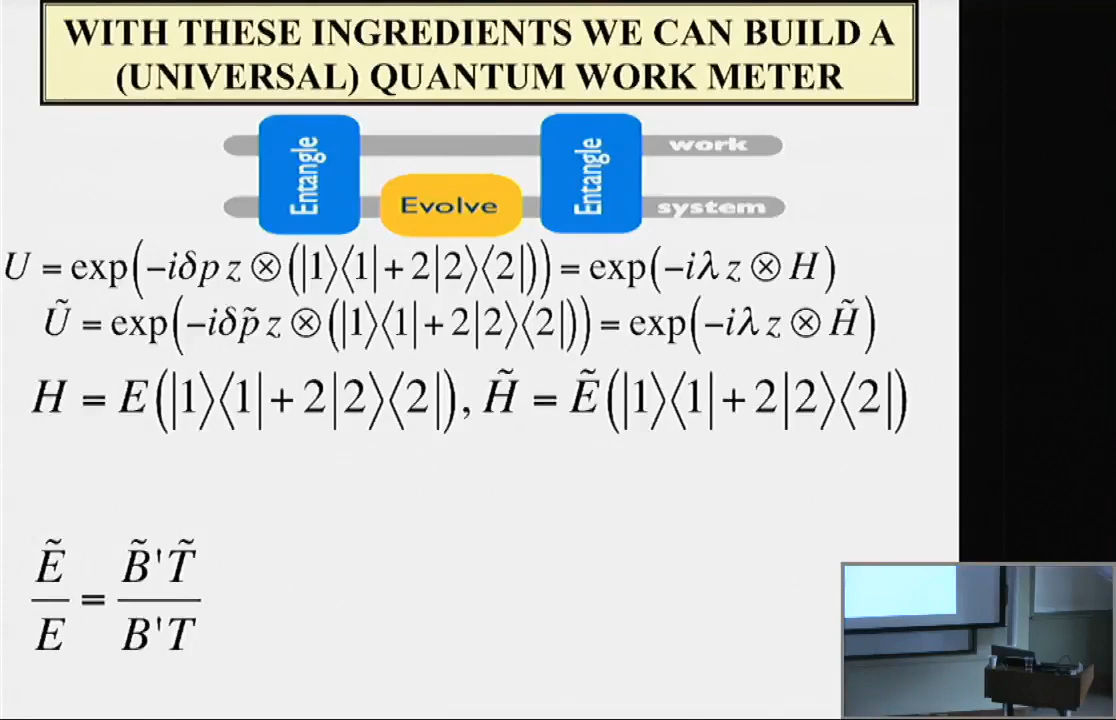 WITH THESE INGREDIENTS WE CAN BUILD A
(UNIVERSAL) QUANTUM WORK METER
Entangle
Entangle
work
Evolve
system
U = exp(−iδp z ⊗ (|1⟩⟨1| + 2|2⟩⟨2|)) = exp(−iλ z ⊗ H)
Ũ = exp(−iδp̃ z ⊗ (|1⟩⟨1| + 2|2⟩⟨2|)) = exp(−iλ z ⊗ H̃)
H = E(|1⟩⟨1| + 2|2⟩⟨2|), H̃ = Ẽ(|1⟩⟨1| + 2|2⟩⟨2|)
Ẽ/E = B̃'T̃/B'T